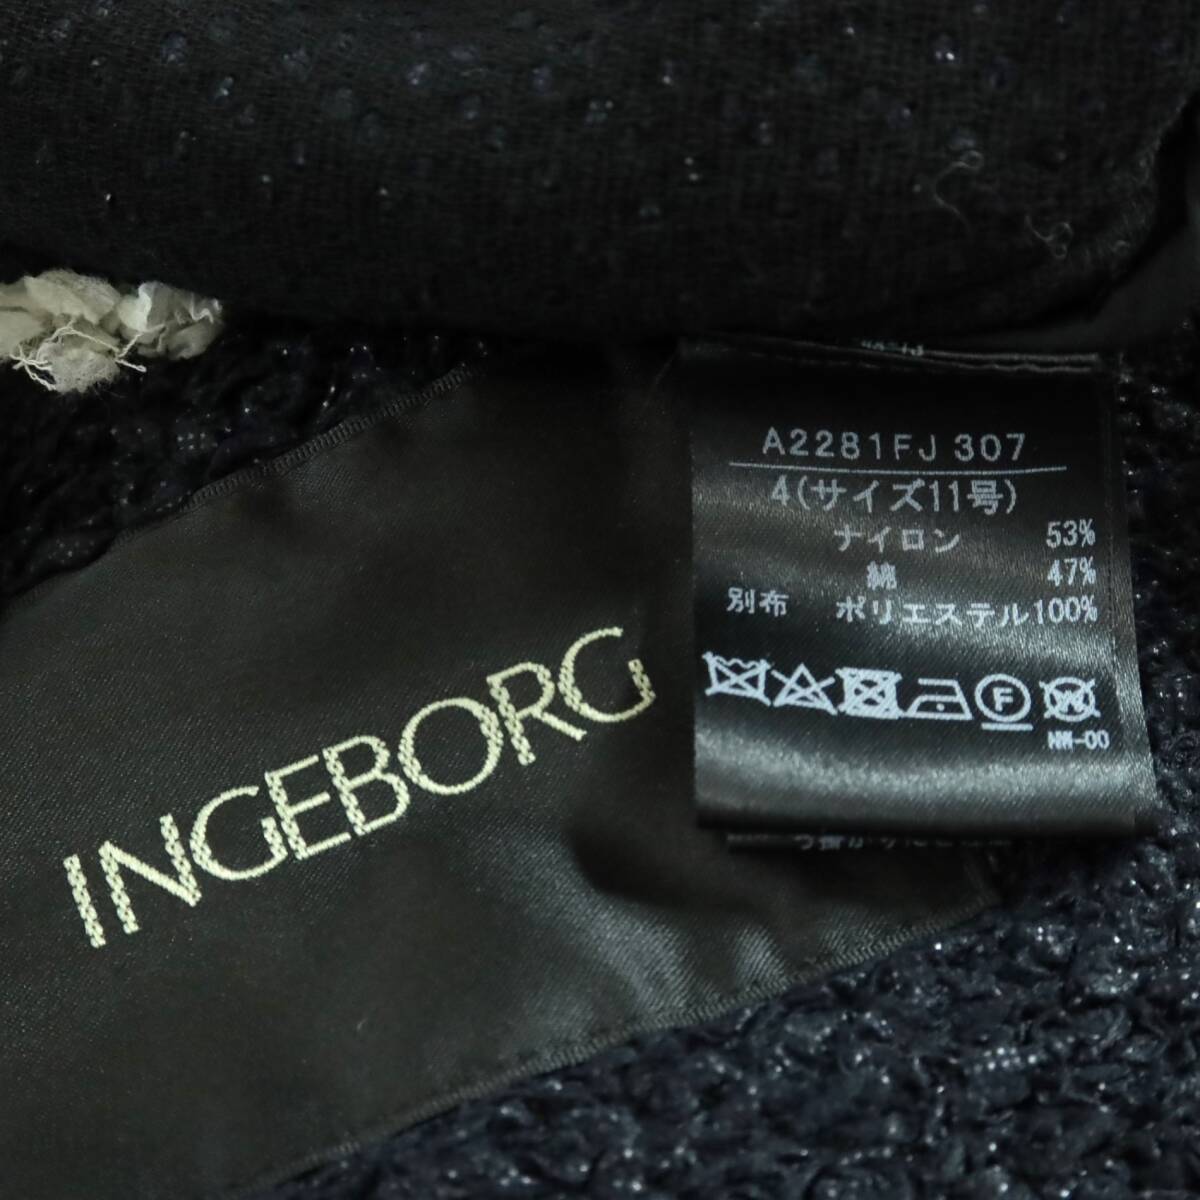 INGEBORG
A2281FJ 307
4(サイズ11号)
ナイロン 53%
綿 47%
別布 ポリエステル100%
F W
NW-00